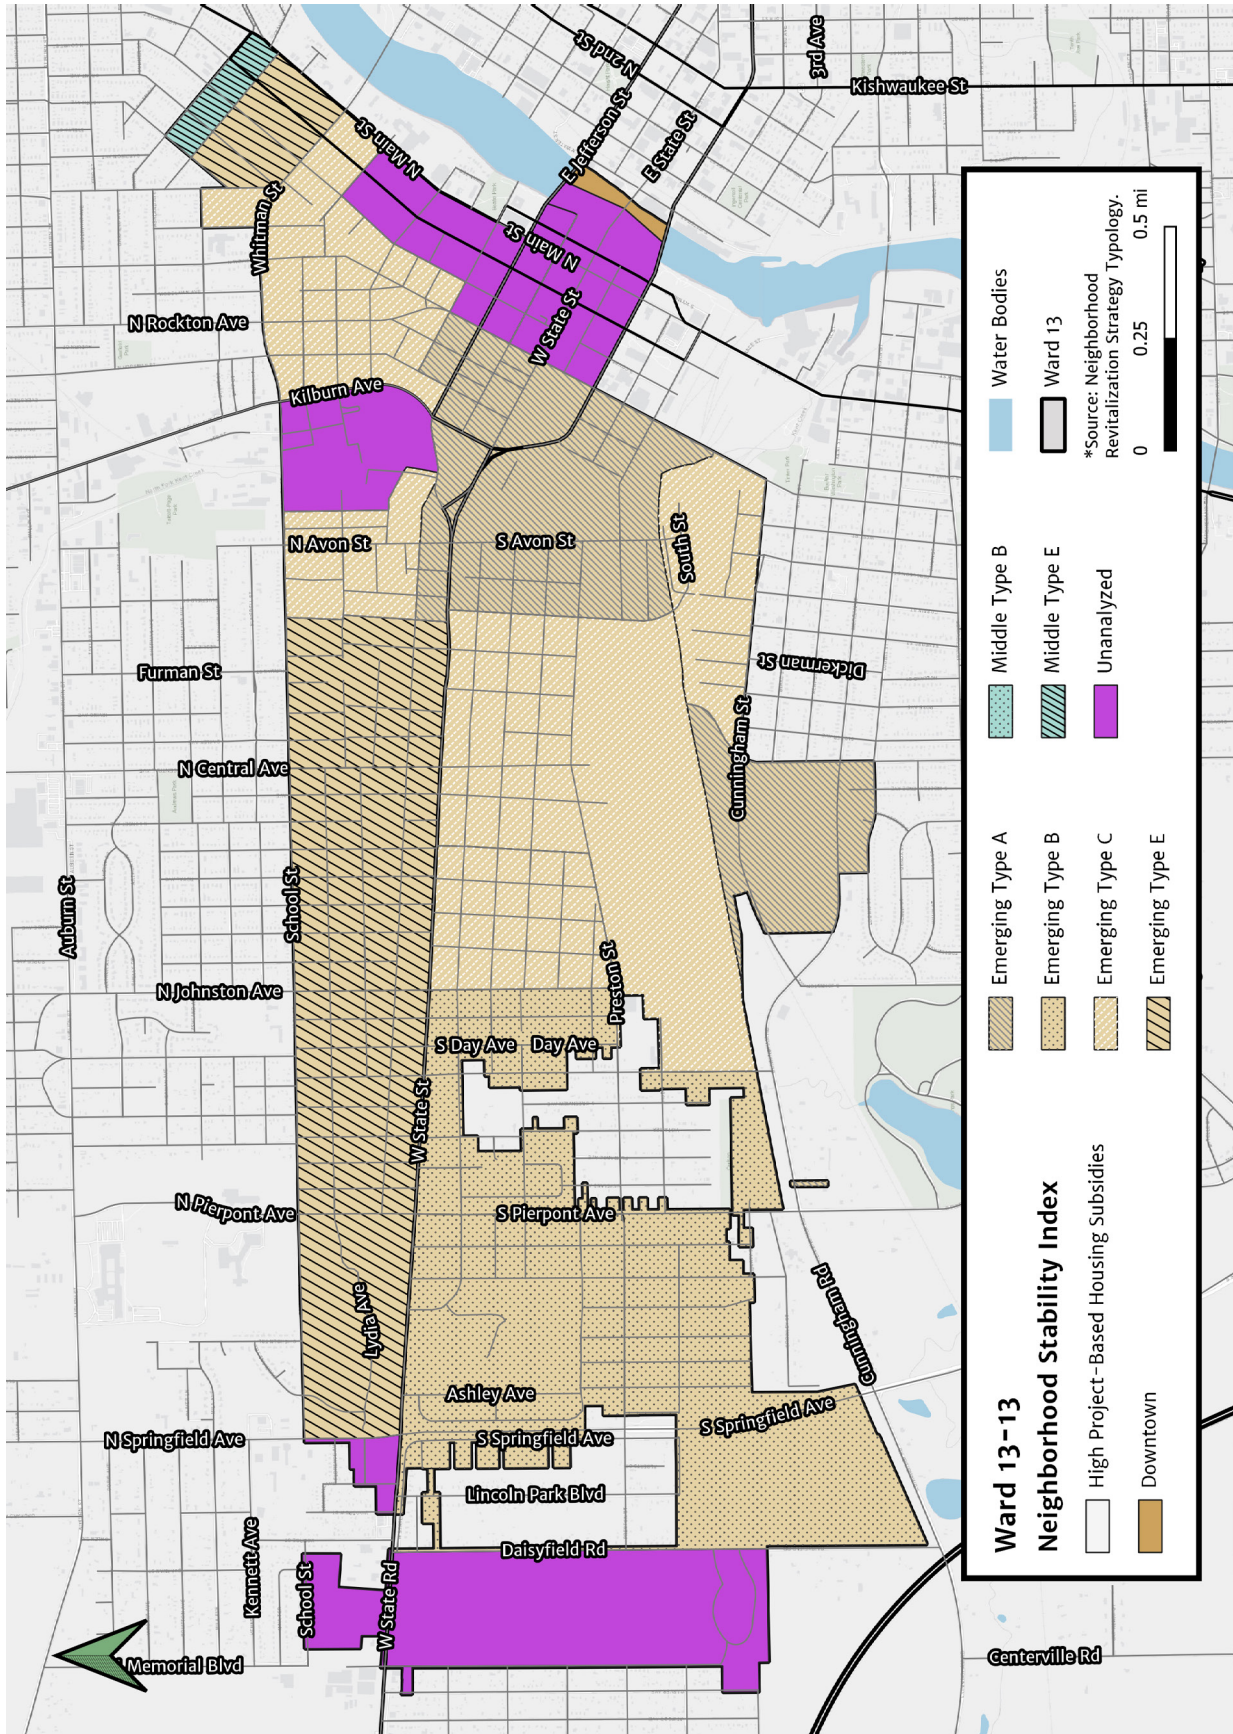 N 2nd St
3rd Ave
Kishwaukee St
E Jefferson St
E State St
N Main St
N Main St
Whitman St
N Rockton Ave
W State St
Kilburn Ave
N Avon St
S Avon St
South St
Furman St
Dickerman St
N Central Ave
Cunningham St
Auburn St
School St
N Johnston Ave
Preston St
S Day Ave
Day Ave
W State St
N Pierpont Ave
S Pierpont Ave
Lydia Ave
Cunningham Rd
Ashley Ave
N Springfield Ave
S Springfield Ave
S Springfield Ave
Lincoln Park Blvd
Kennett Ave
School St
Daisyfield Rd
W State Rd
Memorial Blvd
Centerville Rd
Ward 13-13
Neighborhood Stability Index
High Project-Based Housing Subsidies
Downtown
Emerging Type A
Emerging Type B
Emerging Type C
Emerging Type E
Middle Type B
Middle Type E
Unanalyzed
Water Bodies
Ward 13
*Source: Neighborhood
Revitalization Strategy Typology.
0 0.25 0.5 mi